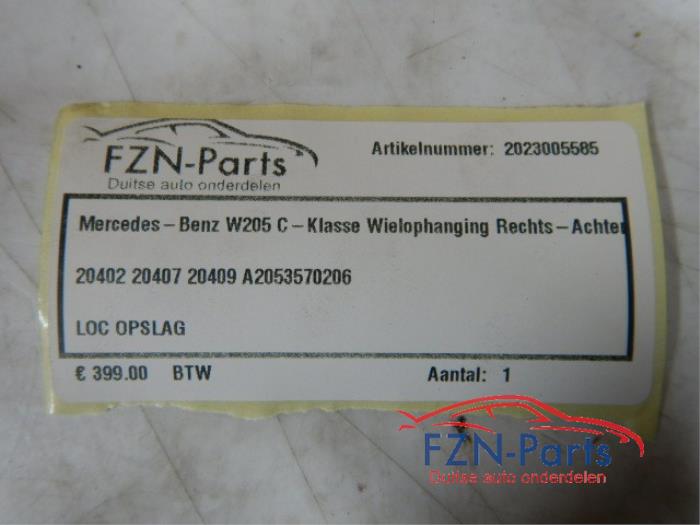 FZN-Parts
Duitse auto onderdelen
Artikelnummer: 2023005585
Mercedes-Benz W205 C-Klasse Wielophanging Rechts-Achter
20402 20407 20409 A2053570206
LOC OPSLAG
€ 399.00 BTW
Aantal: 1
FZN-Parts
Duitse auto onderdelen